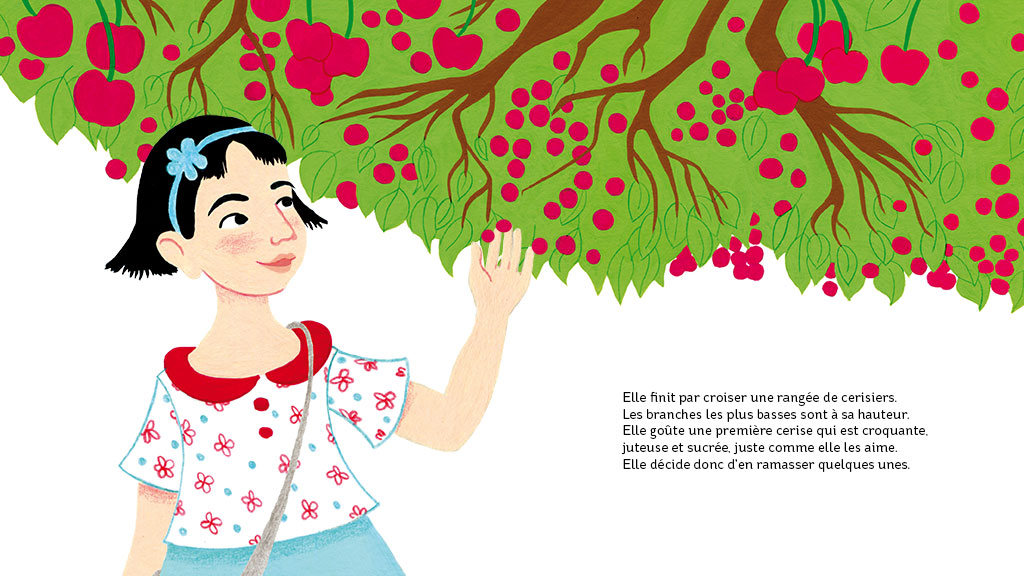 Elle finit par croiser une rangée de cerisiers.
Les branches les plus basses sont à sa hauteur.
Elle goûte une première cerise qui est croquante,
juteuse et sucrée, juste comme elle les aime.
Elle décide donc d'en ramasser quelques unes.